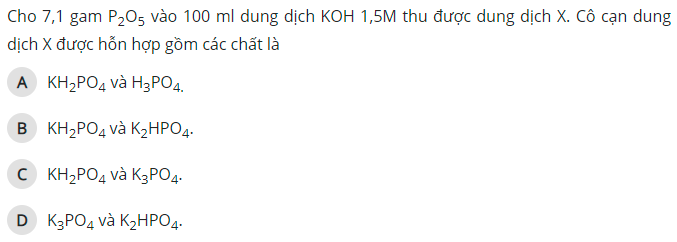 Cho 7,1 gam P₂O₅ vào 100 ml dung dịch KOH 1,5M thu được dung dịch X. Cô cạn dung
dịch X được hỗn hợp gồm các chất là
A KH₂PO₄ và H₃PO₄.
B KH₂PO₄ và K₂HPO₄.
C KH₂PO₄ và K₃PO₄.
D K₃PO₄ và K₂HPO₄.